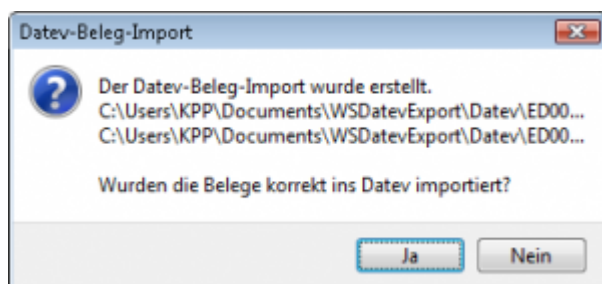 Datev-Beleg-Import
Der Datev-Beleg-Import wurde erstellt.
C:\Users\KPP\Documents\WSDatevExport\Datev\ED00...
C:\Users\KPP\Documents\WSDatevExport\Datev\ED00...
Wurden die Belege korrekt ins Datev importiert?
Ja
Nein